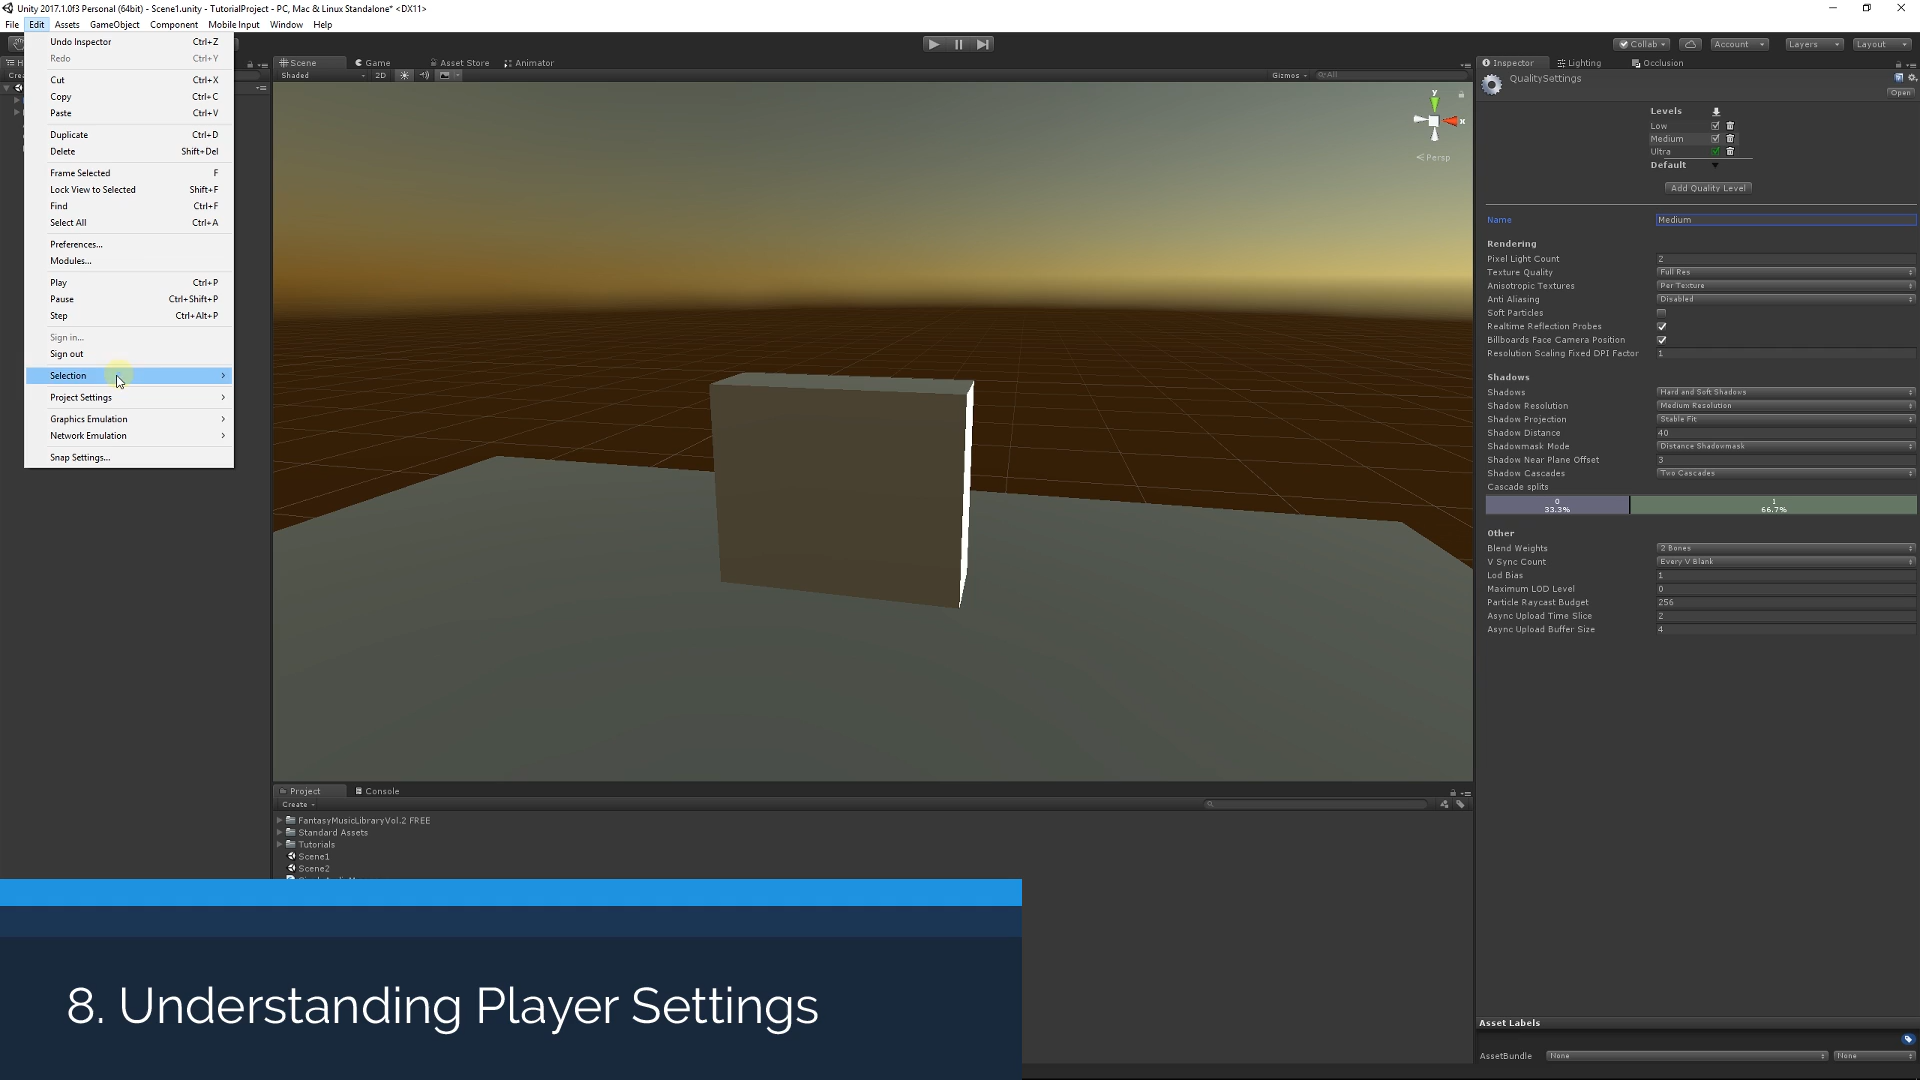 Unity 2017.1.0f3 Personal (64bit) - Scene1.unity - TutorialProject - PC, Mac & Linux Standalone* <DX11>
File Edit Assets GameObject Component Mobile Input Window Help
Undo Inspector Ctrl+Z
Redo Ctrl+Y
Cut Ctrl+X
Copy Ctrl+C
Paste Ctrl+V
Duplicate Ctrl+D
Delete Shift+Del
Frame Selected F
Lock View to Selected Shift+F
Find Ctrl+F
Select All Ctrl+A
Preferences...
Modules...
Play Ctrl+P
Pause Ctrl+Shift+P
Step Ctrl+Alt+P
Sign in...
Sign out
Selection
Project Settings
Graphics Emulation
Network Emulation
Snap Settings...
Collab Account Layers Layout
Scene Game Asset Store Animator
Shaded 2D Gizmos All
y
x
Persp
Inspector Lighting Occlusion
QualitySettings
Open
Levels
Low
Medium
Ultra
Default
Add Quality Level
Name Medium
Rendering
Pixel Light Count 2
Texture Quality Full Res
Anisotropic Textures Per Texture
Anti Aliasing Disabled
Soft Particles
Realtime Reflection Probes
Billboards Face Camera Position
Resolution Scaling Fixed DPI Factor 1
Shadows
Shadows Hard and Soft Shadows
Shadow Resolution Medium Resolution
Shadow Projection Stable Fit
Shadow Distance 40
Shadowmask Mode Distance Shadowmask
Shadow Near Plane Offset 3
Shadow Cascades Two Cascades
Cascade splits
0 1
33.3% 66.7%
Other
Blend Weights 2 Bones
V Sync Count Every V Blank
Lod Bias 1
Maximum LOD Level 0
Particle Raycast Budget 256
Async Upload Time Slice 2
Async Upload Buffer Size 4
Project Console
Create
FantasyMusicLibraryVol.2 FREE
Standard Assets
Tutorials
Scene1
Scene2
Asset Labels
AssetBundle None None
8. Understanding Player Settings